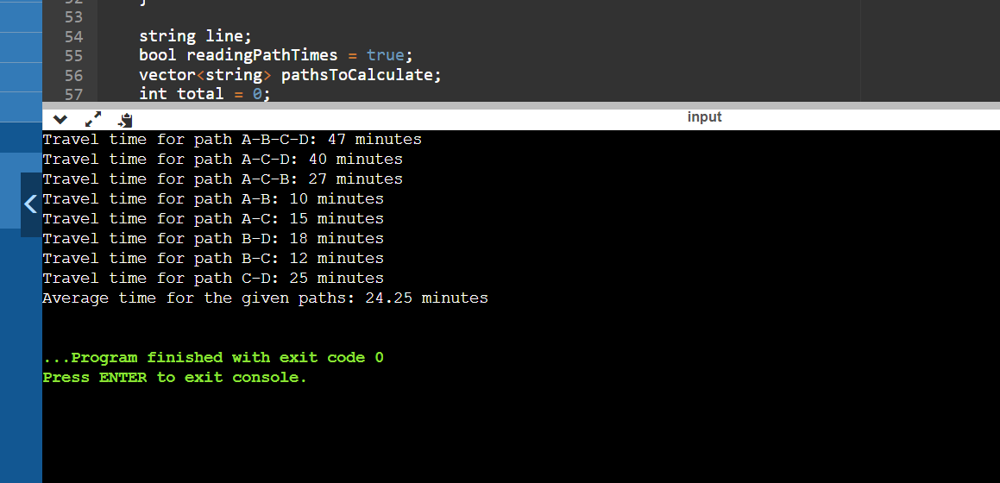 52 }
53
54 string line;
55 bool readingPathTimes = true;
56 vector<string> pathsToCalculate;
57 int total = 0;
input
Travel time for path A-B-C-D: 47 minutes
Travel time for path A-C-D: 40 minutes
Travel time for path A-C-B: 27 minutes
Travel time for path A-B: 10 minutes
Travel time for path A-C: 15 minutes
Travel time for path B-D: 18 minutes
Travel time for path B-C: 12 minutes
Travel time for path C-D: 25 minutes
Average time for the given paths: 24.25 minutes
...Program finished with exit code 0
Press ENTER to exit console.